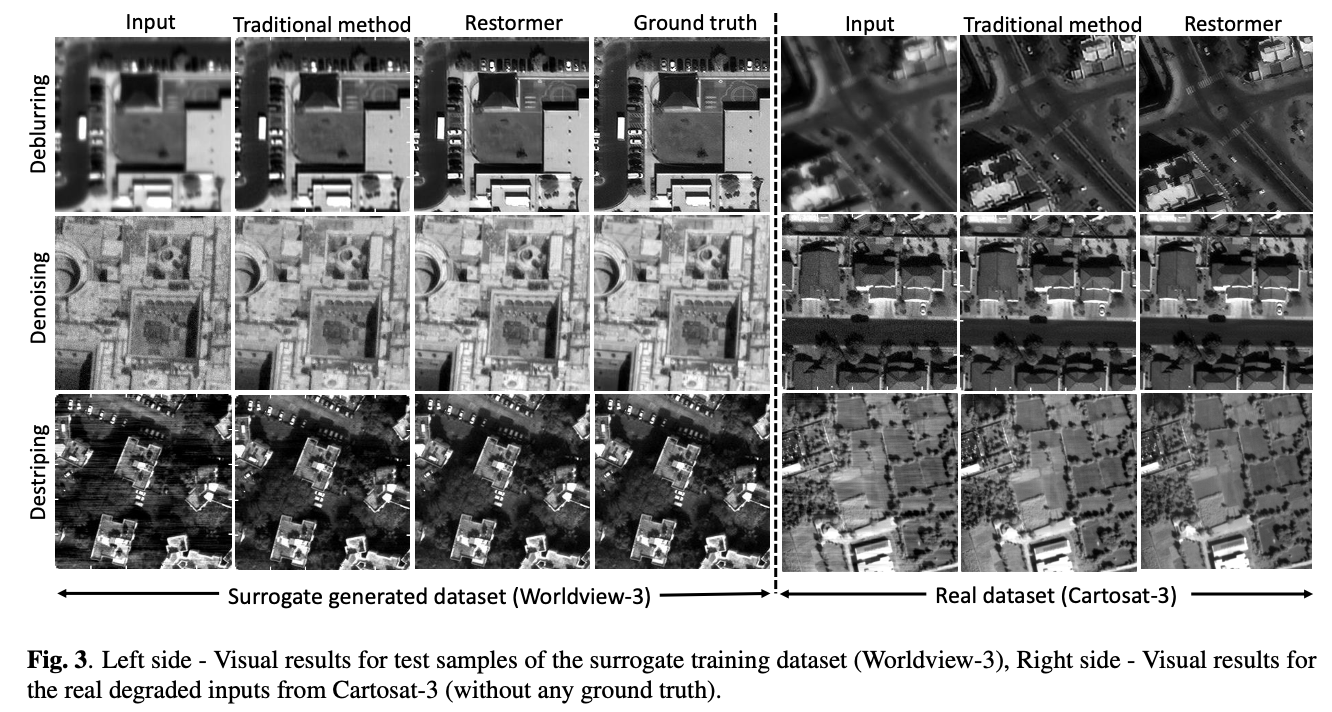 Input Traditional method Restormer Ground truth Input Traditional method Restormer
Deblurring
Denoising
Destriping
Surrogate generated dataset (Worldview-3) Real dataset (Cartosat-3)
Fig. 3. Left side - Visual results for test samples of the surrogate training dataset (Worldview-3), Right side - Visual results for
the real degraded inputs from Cartosat-3 (without any ground truth).